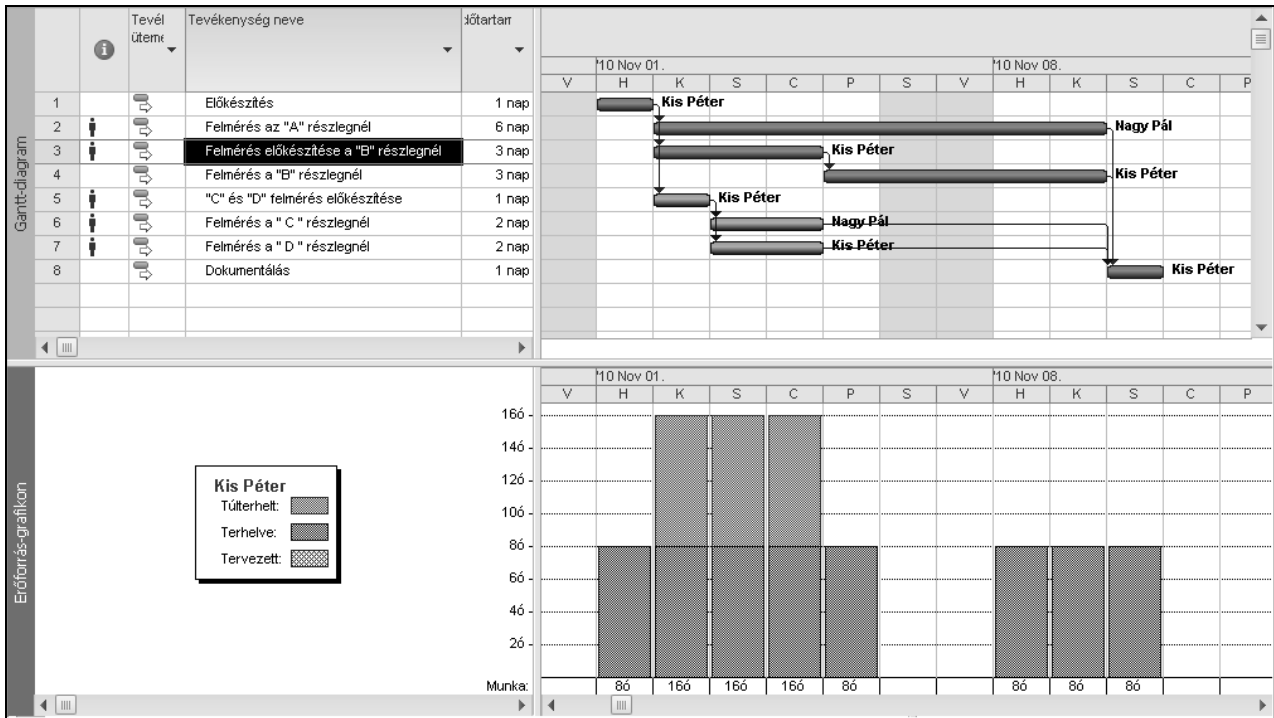 Tevél ütemε
Tevékenység neve
dőtartarr
1 Előkészítés 1 nap
2 Felmérés az "A" részlegnél 6 nap
3 Felmérés előkészítése a "B" részlegnél 3 nap
4 Felmérés a "B" részlegnél 3 nap
5 "C" és "D" felmérés előkészítése 1 nap
6 Felmérés a " C " részlegnél 2 nap
7 Felmérés a " D " részlegnél 2 nap
8 Dokumentálás 1 nap
Gantt-diagram
'10 Nov 01. '10 Nov 08.
V H K S C P S V H K S C P
Kis Péter
Nagy Pál
Kis Péter
Kis Péter
Kis Péter
Nagy Pál
Kis Péter
Kis Péter
Erőforrás-grafikon
Kis Péter
Túlterhelt:
Terhelve:
Tervezett:
'10 Nov 01. '10 Nov 08.
V H K S C P S V H K S C P
16ó
14ó
12ó
10ó
8ó
6ó
4ó
2ó
Munka: 8ó 16ó 16ó 16ó 8ó 8ó 8ó 8ó